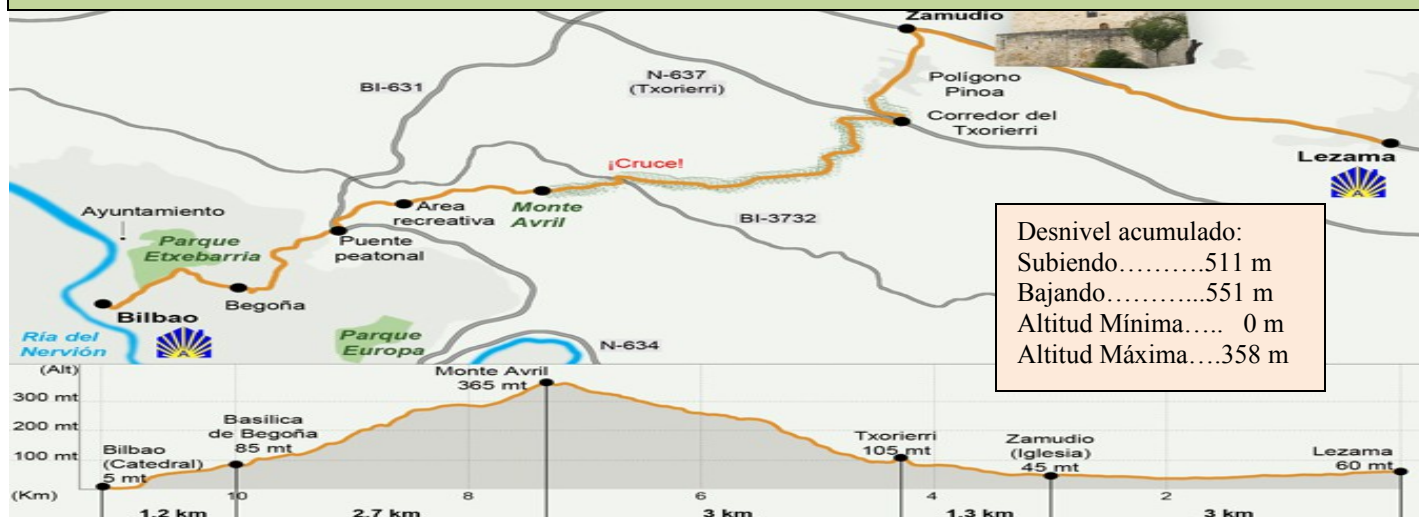 Zamudio
N-637
(Txorierri)
BI-631
Polígono
Pinoa
Corredor del
Txorierri
Lezama
¡Cruce!
Ayuntamiento
Area
recreativa
Monte
Avril
BI-3732
Parque
Etxebarria
Puente
peatonal
Begoña
Bilbao
Ría del
Nervión
Parque
Europa
N-634
Desnivel acumulado:
Subiendo……….511 m
Bajando………...551 m
Altitud Mínima….. 0 m
Altitud Máxima….358 m
(Alt)
300 mt
200 mt
100 mt
(Km)
Bilbao
(Catedral)
5 mt
Basílica
de Begoña
85 mt
Monte Avril
365 mt
Txorierri
105 mt
Zamudio
(Iglesia)
45 mt
Lezama
60 mt
10
8
6
4
2
1.2 km
2.7 km
3 km
1.3 km
3 km